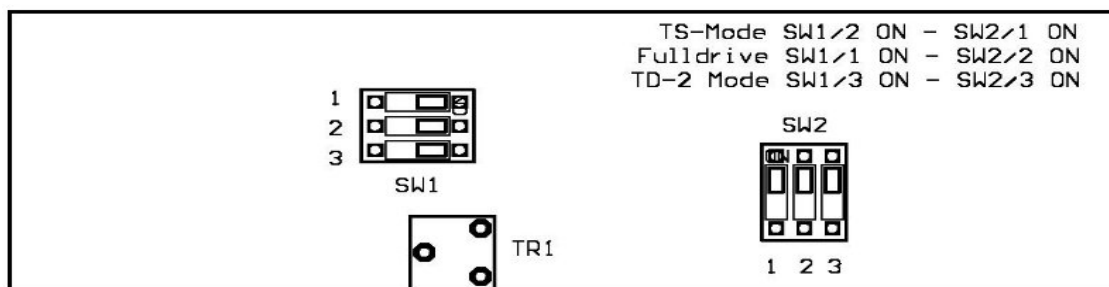 TS-Mode SW1/2 ON - SW2/1 ON
Fulldrive SW1/1 ON - SW2/2 ON
TD-2 Mode SW1/3 ON - SW2/3 ON
1
2
3
SW1
TR1
SW2
ON
1 2 3